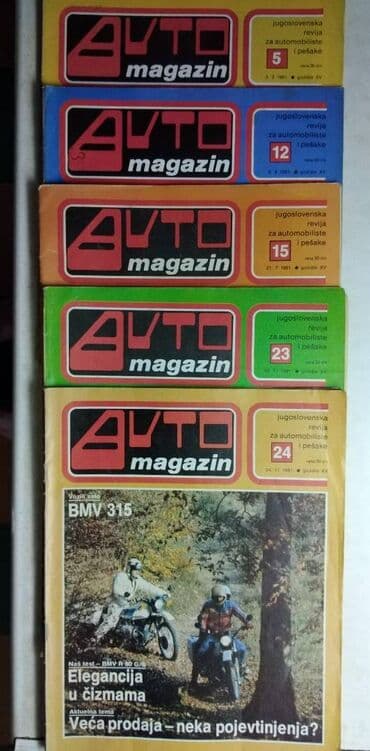 AUTO
magazin
jugoslovenska
revija
za automobiliste
i pešake
5
AUTO
magazin
jugoslovenska
revija
za automobiliste
i pešake
12
AUTO
magazin
jugoslovenska
revija
za automobiliste
i pešake
15
AUTO
magazin
jugoslovenska
revija
za automobiliste
i pešake
23
AUTO
magazin
jugoslovenska
revija
za automobiliste
i pešake
24
BMV 315
Naš test – BMV R 80 G/S
Elegancija
u čizmama
Aktuelna tema
Veća prodaja – neka pojevtinjenja?